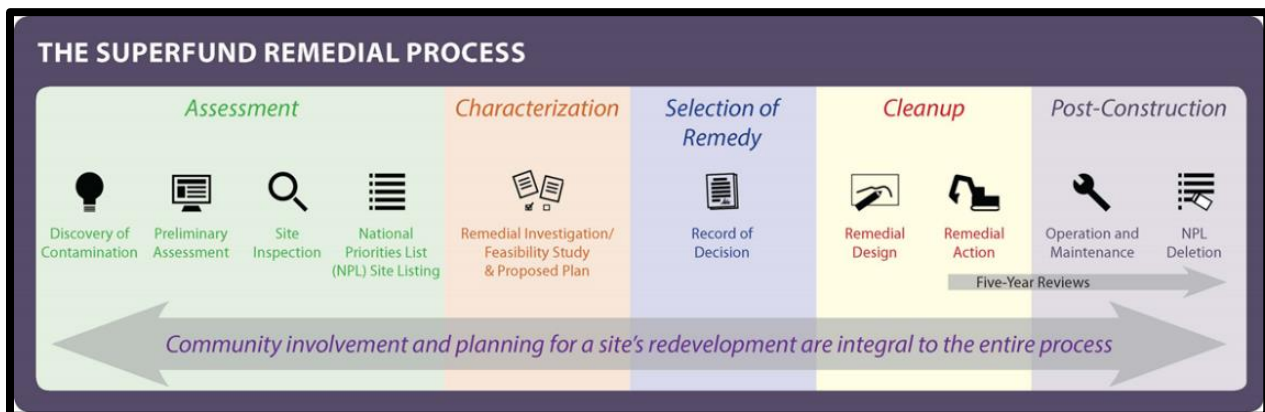 THE SUPERFUND REMEDIAL PROCESS
Assessment
Discovery of
Contamination
Preliminary
Assessment
Site
Inspection
National
Priorities List
(NPL) Site Listing
Characterization
Remedial Investigation/
Feasibility Study
& Proposed Plan
Selection of
Remedy
Record of
Decision
Cleanup
Remedial
Design
Remedial
Action
Post-Construction
Operation and
Maintenance
NPL
Deletion
Five-Year Reviews
Community involvement and planning for a site's redevelopment are integral to the entire process